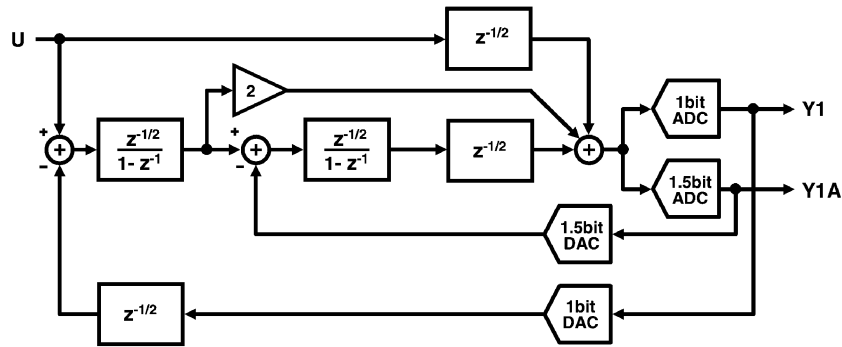 U
z-1/2
2
1bit
ADC
Y1
+
−
+
z-1/2
1- z-1
+
−
+
z-1/2
1- z-1
z-1/2
+
1.5bit
ADC
Y1A
1.5bit
DAC
z-1/2
1bit
DAC